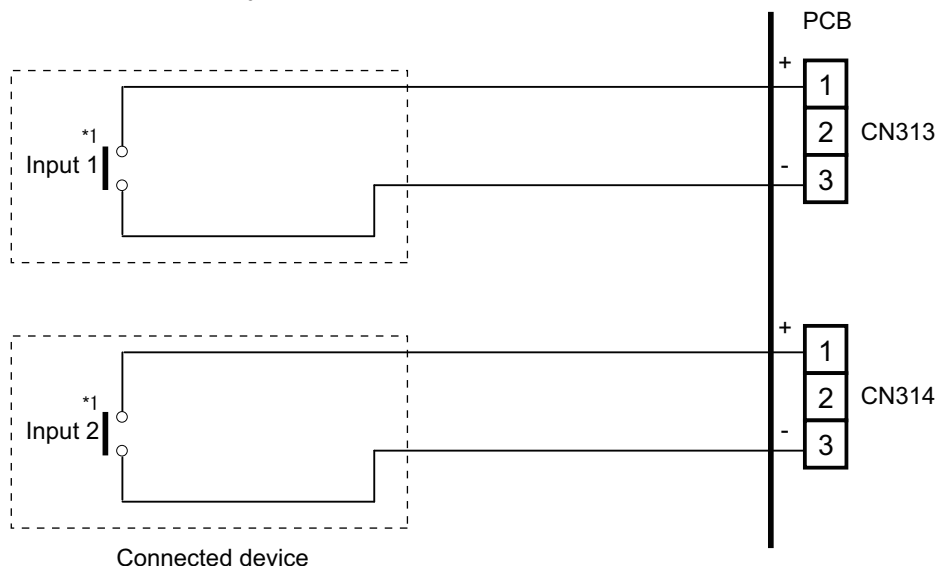 PCB
+
1
*1
Input 1
2
CN313
-
3
+
1
*1
Input 2
2
CN314
-
3
Connected device